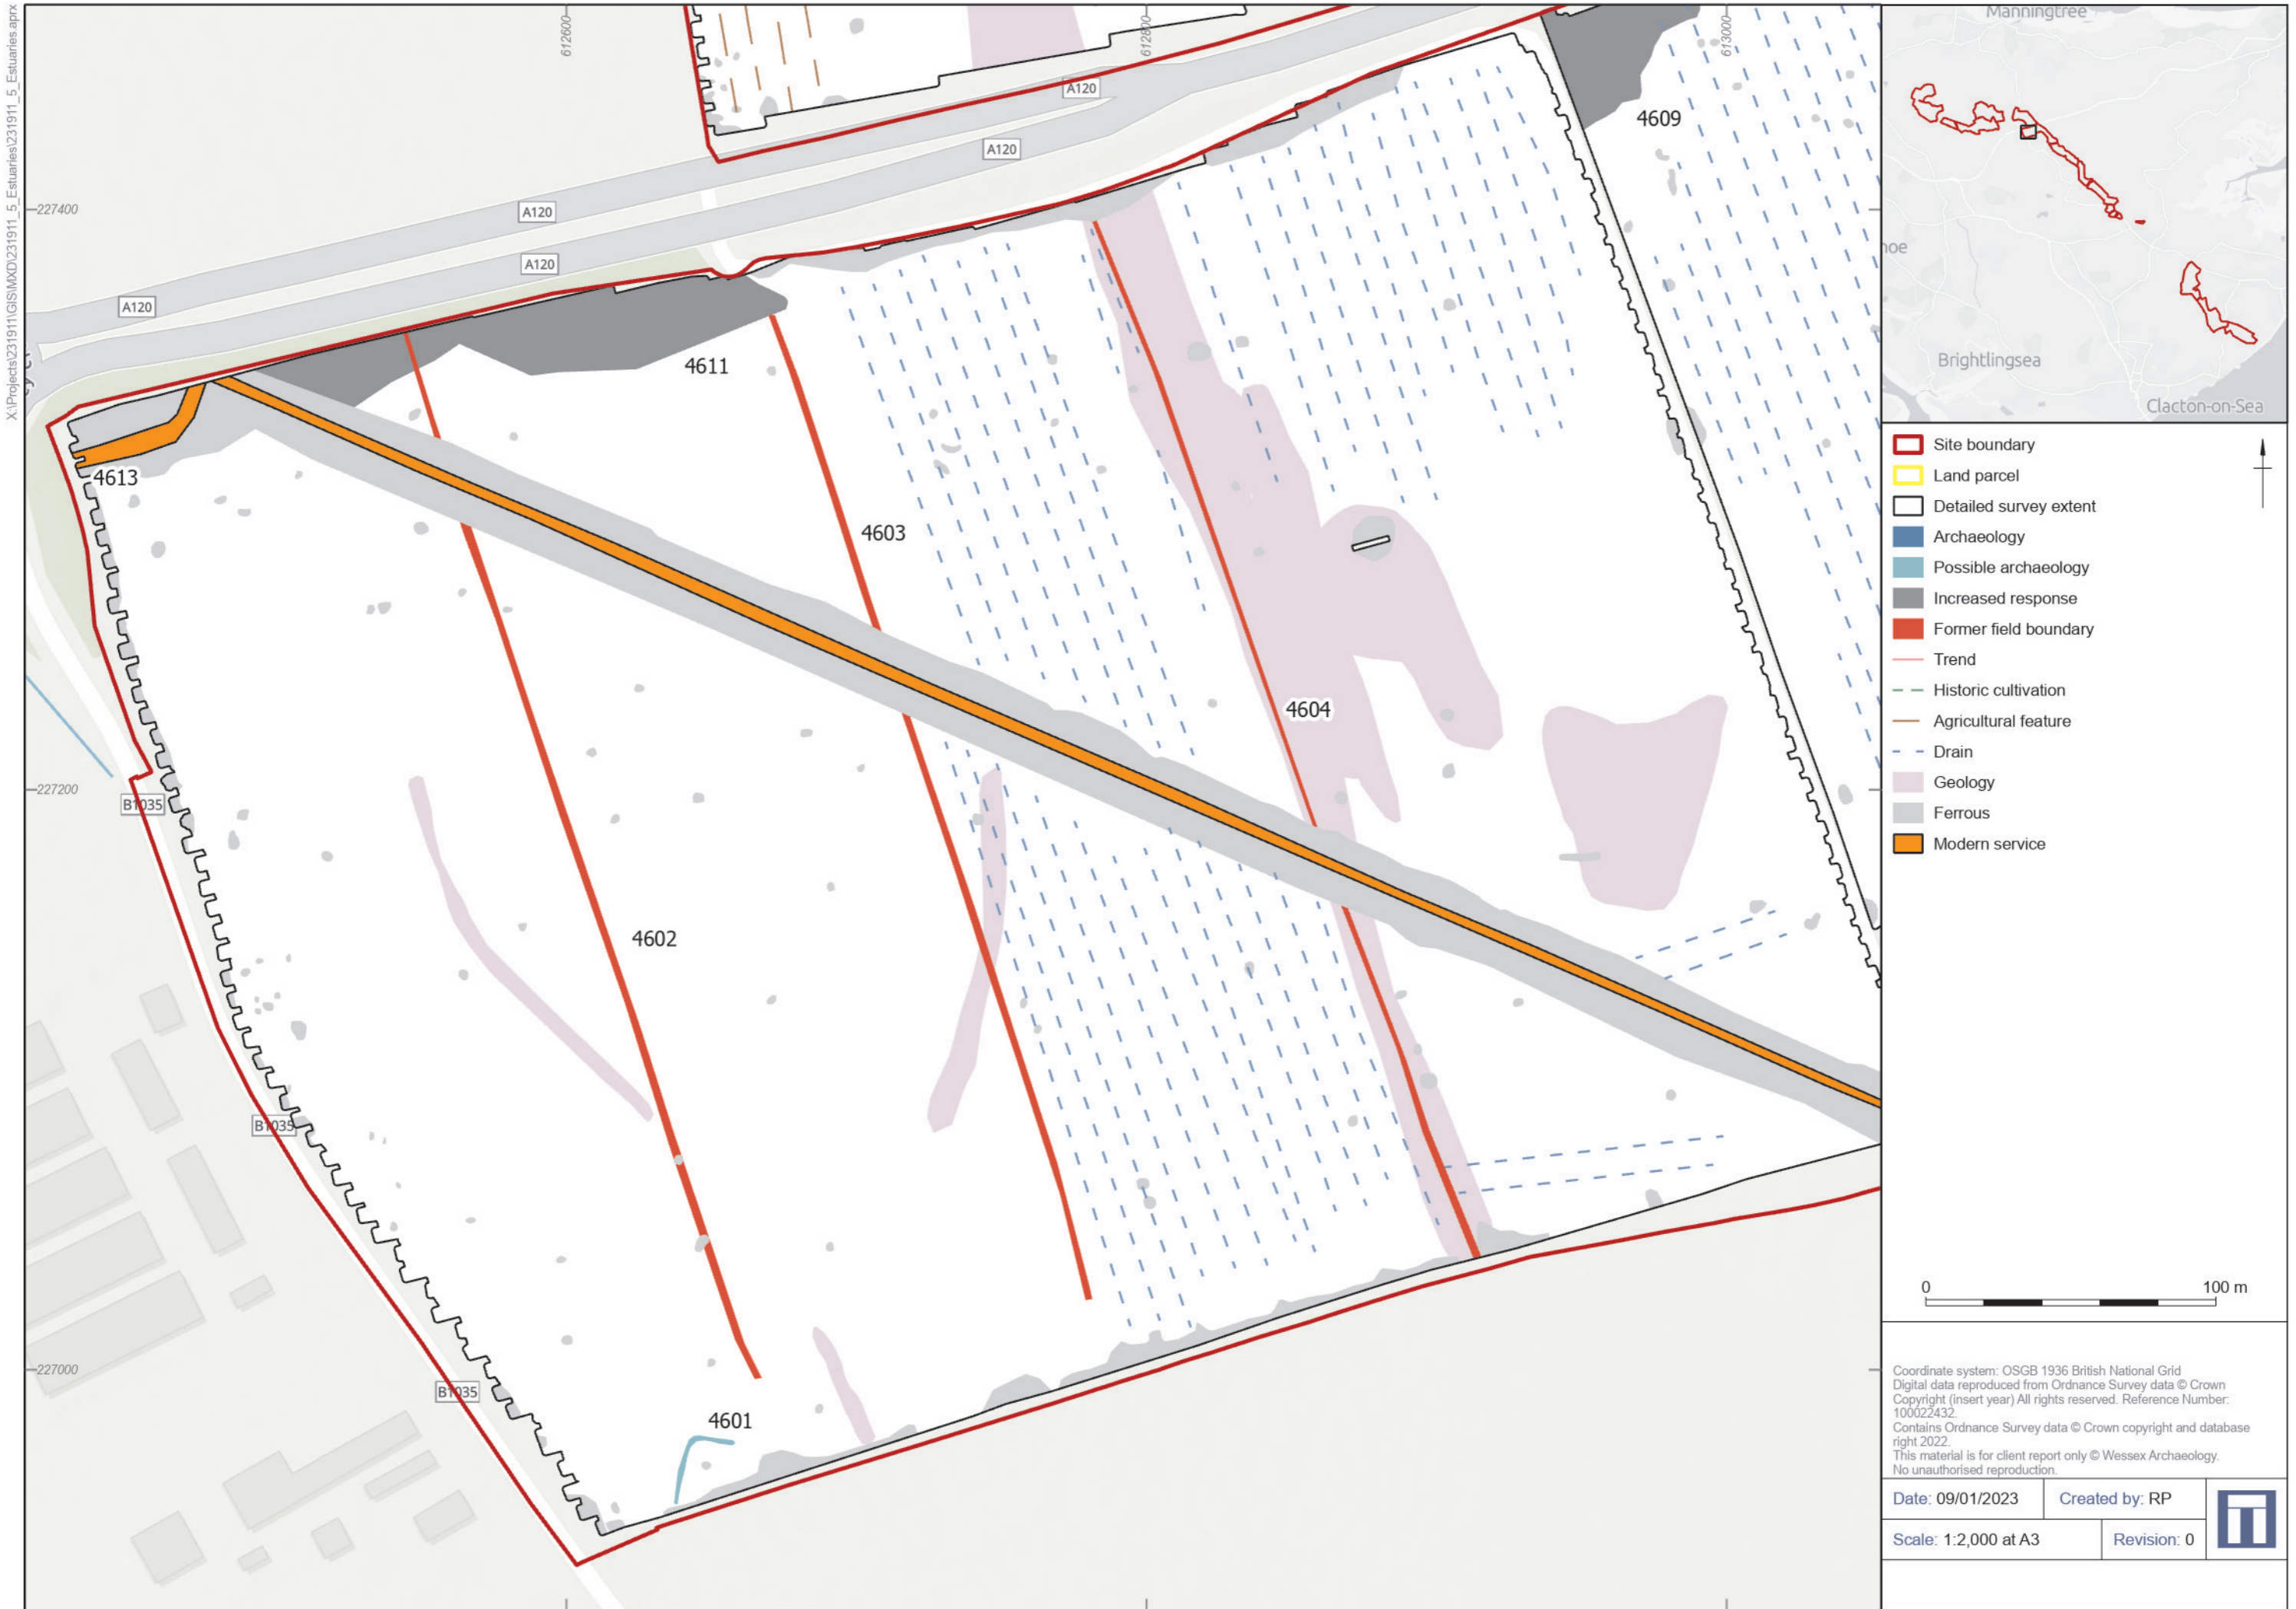 X:\Projects\231911\GIS\MXD\231911_5_Estuaries\231911_5_Estuaries.aprx
612600
612800
613000
227400
227200
227000
A120
A120
A120
A120
A120
B1035
B1035
B1035
4609
4611
4613
4603
4604
4602
4601
Manningtree
hoe
Brightlingsea
Clacton-on-Sea
Site boundary
Land parcel
Detailed survey extent
Archaeology
Possible archaeology
Increased response
Former field boundary
Trend
Historic cultivation
Agricultural feature
Drain
Geology
Ferrous
Modern service
0 100 m
Coordinate system: OSGB 1936 British National Grid
Digital data reproduced from Ordnance Survey data © Crown
Copyright (insert year) All rights reserved. Reference Number:
100022432.
Contains Ordnance Survey data © Crown copyright and database
right 2022.
This material is for client report only © Wessex Archaeology.
No unauthorised reproduction.
Date: 09/01/2023
Created by: RP
Scale: 1:2,000 at A3
Revision: 0